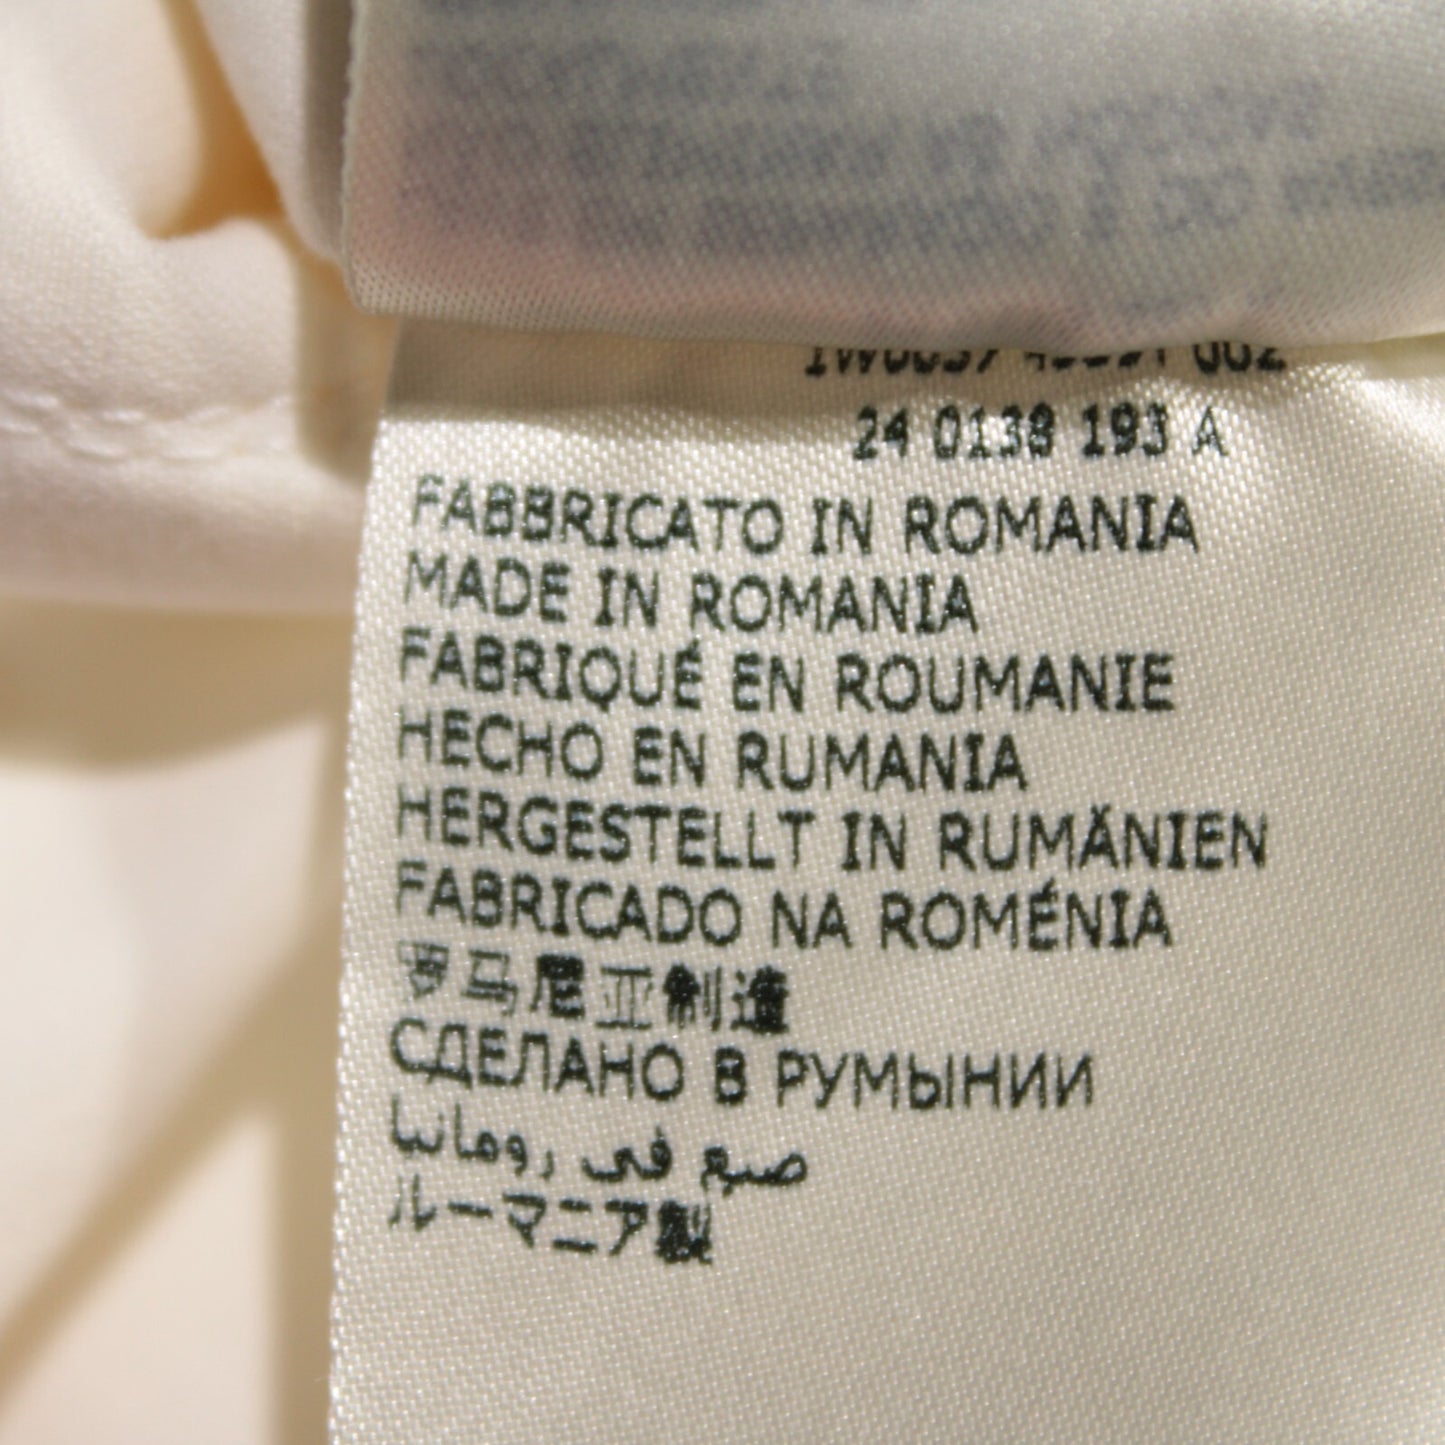 002
24 0138 193 A
FABBRICATO IN ROMANIA
MADE IN ROMANIA
FABRIQUÉ EN ROUMANIE
HECHO EN RUMANIA
HERGESTELLT IN RUMÄNIEN
FABRICADO NA ROMÉNIA
罗马尼亚制造
СДЕЛАНО В РУМЫНИИ
صنع في رومانيا
ルーマニア製